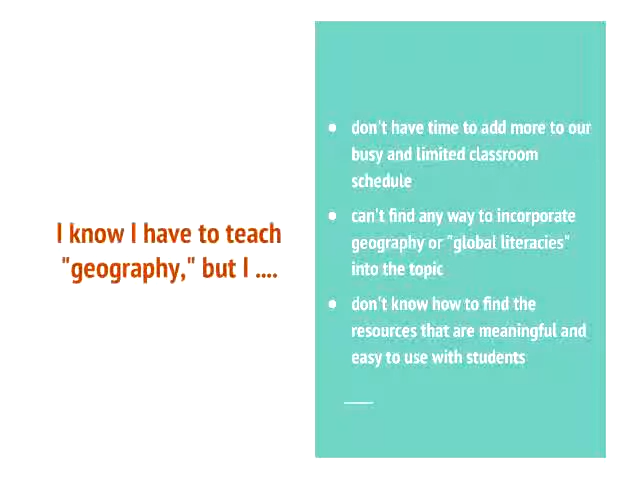 I know I have to teach
"geography," but I ....
● don't have time to add more to our
busy and limited classroom
schedule
● can't find any way to incorporate
geography or "global literacies"
into the topic
● don't know how to find the
resources that are meaningful and
easy to use with students